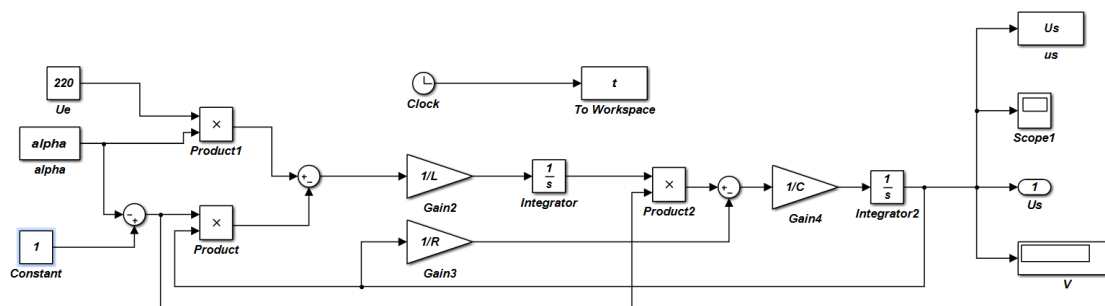 Us
us
220
Ue
Clock
t
To Workspace
Scope1
alpha
alpha
×
Product1
+
−
1/L
Gain2
1
s
Integrator
×
Product2
+
−
1/C
Gain4
1
s
Integrator2
1
Us
−
+
×
Product
1
Constant
1/R
Gain3
V